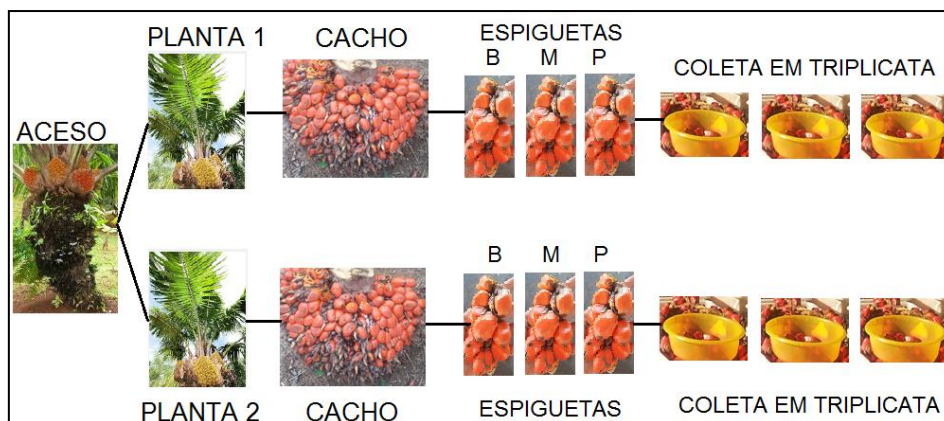 PLANTA 1
CACHO
ESPIGUETAS
B M P
COLETA EM TRIPLICATA
ACESO
B M P
PLANTA 2
CACHO
ESPIGUETAS
COLETA EM TRIPLICATA